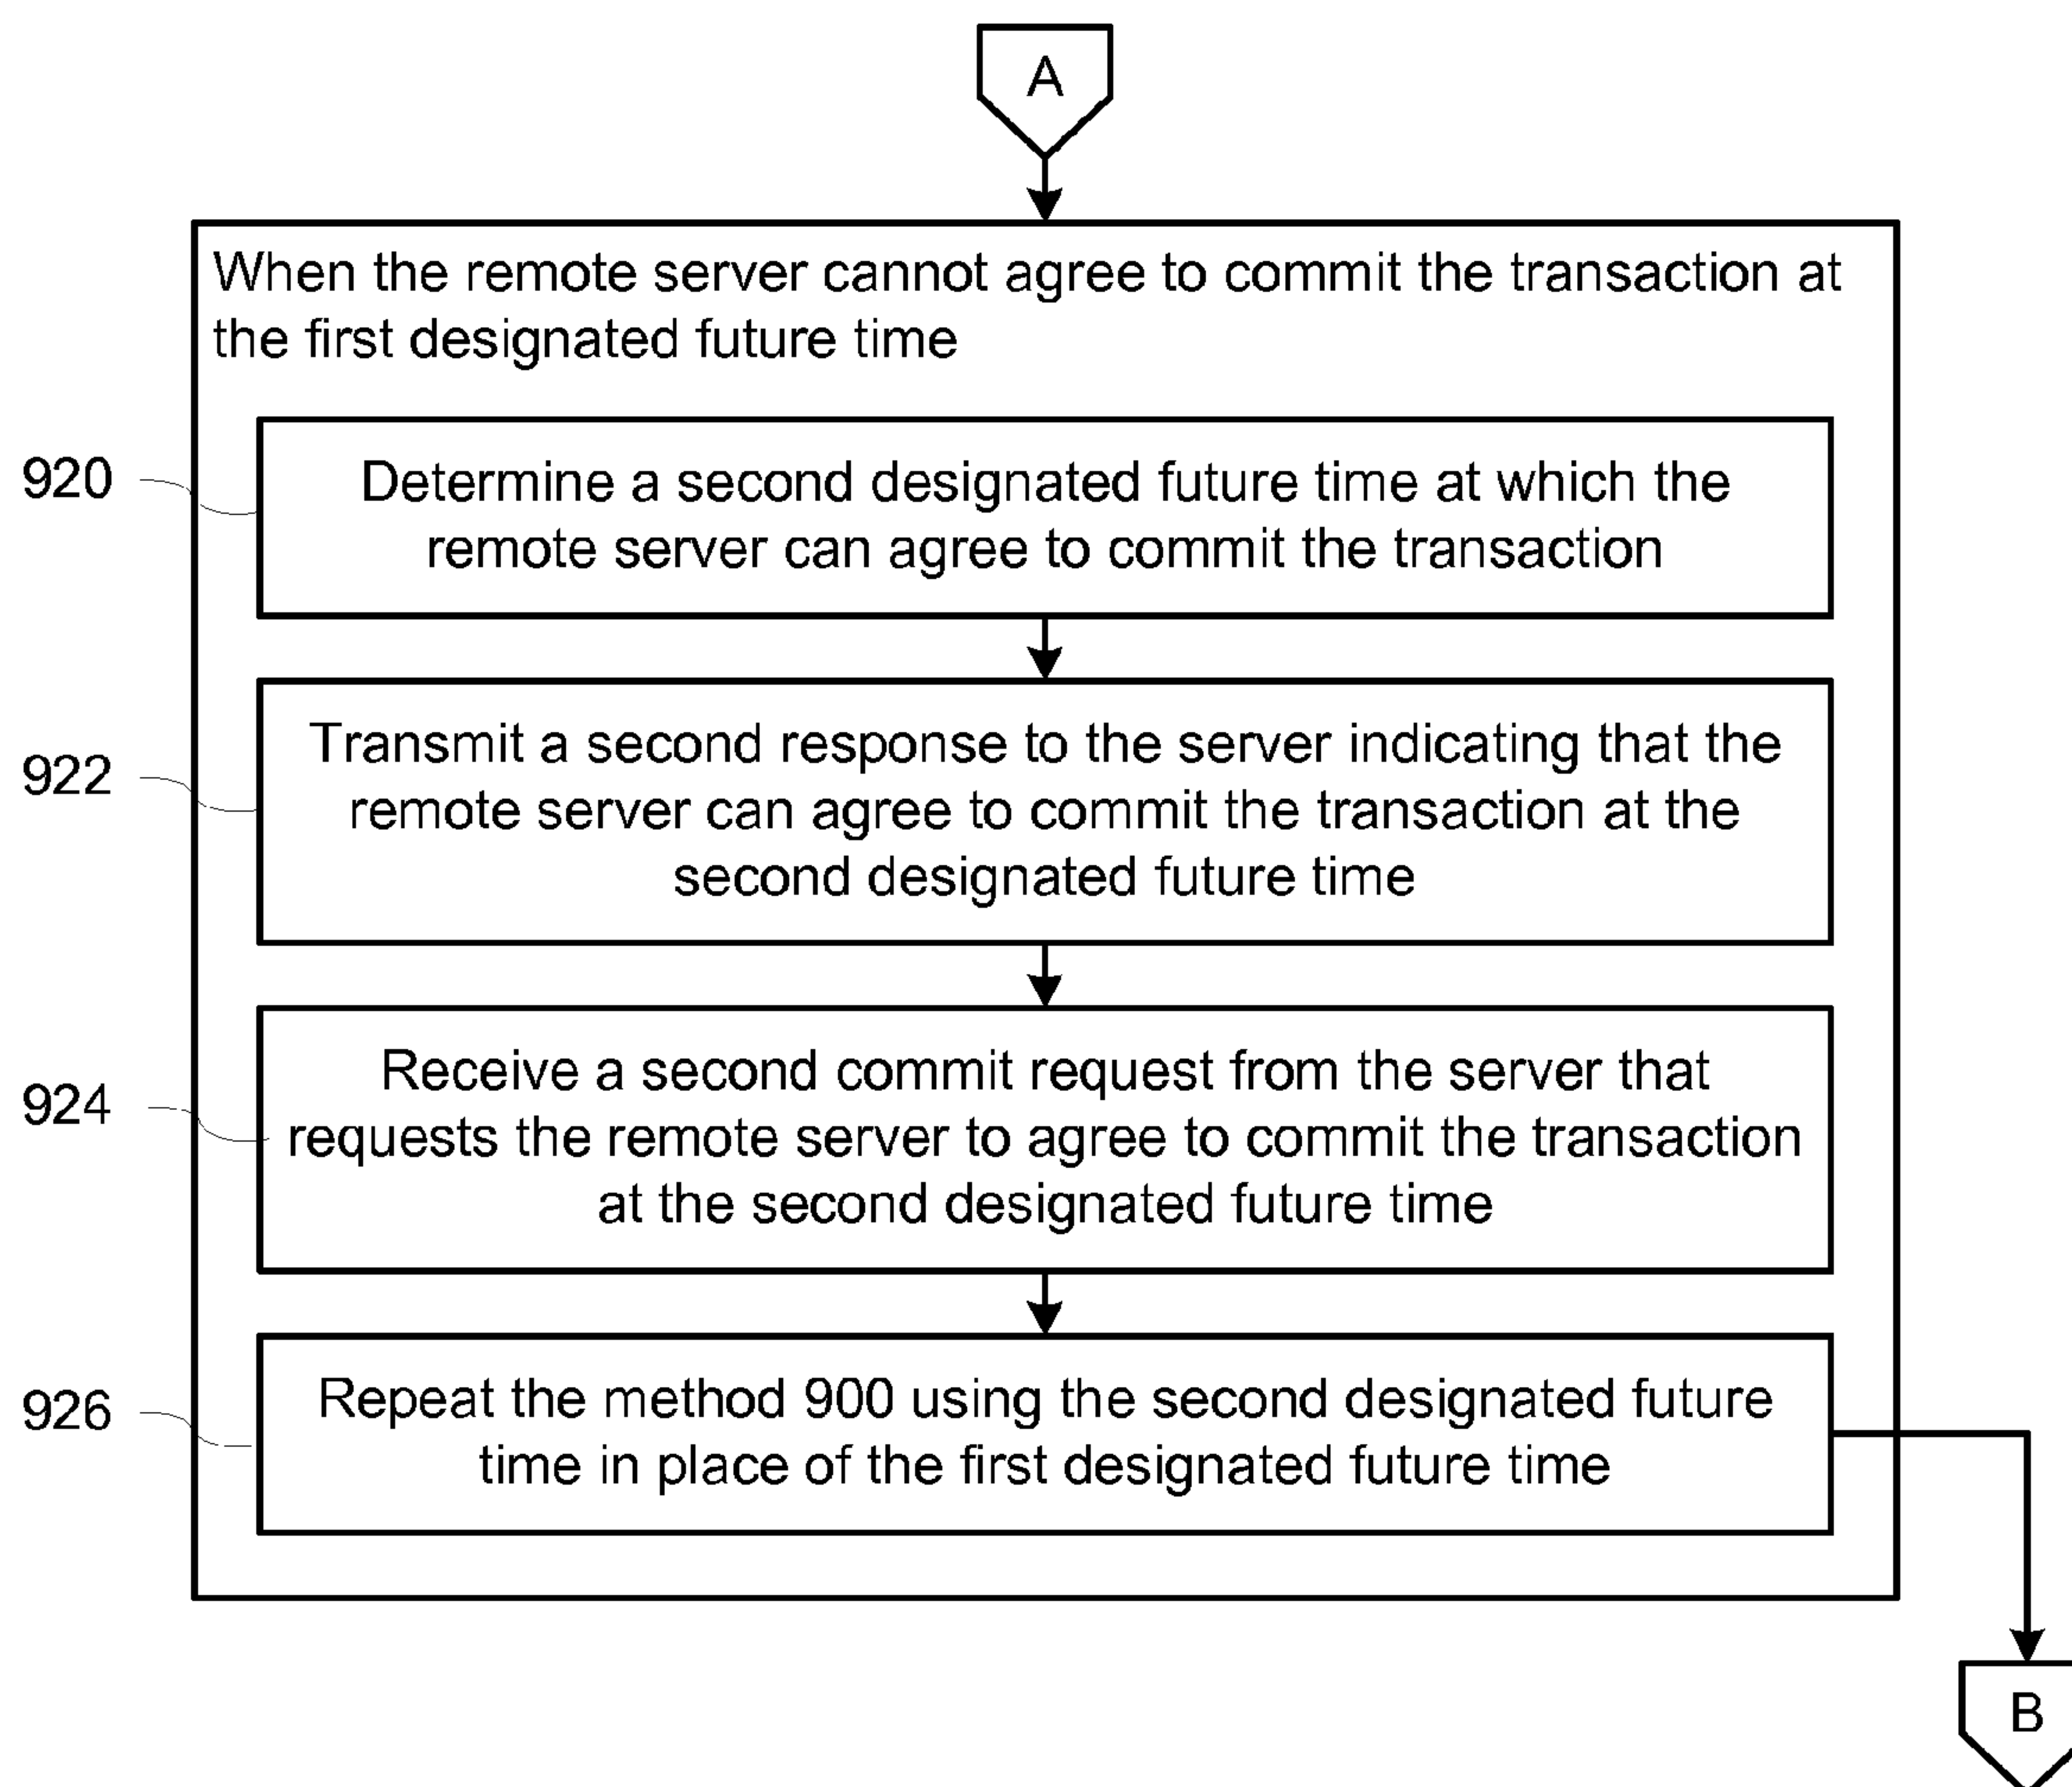 A
When the remote server cannot agree to commit the transaction at
the first designated future time
920
Determine a second designated future time at which the
remote server can agree to commit the transaction
922
Transmit a second response to the server indicating that the
remote server can agree to commit the transaction at the
second designated future time
924
Receive a second commit request from the server that
requests the remote server to agree to commit the transaction
at the second designated future time
926
Repeat the method 900 using the second designated future
time in place of the first designated future time
B